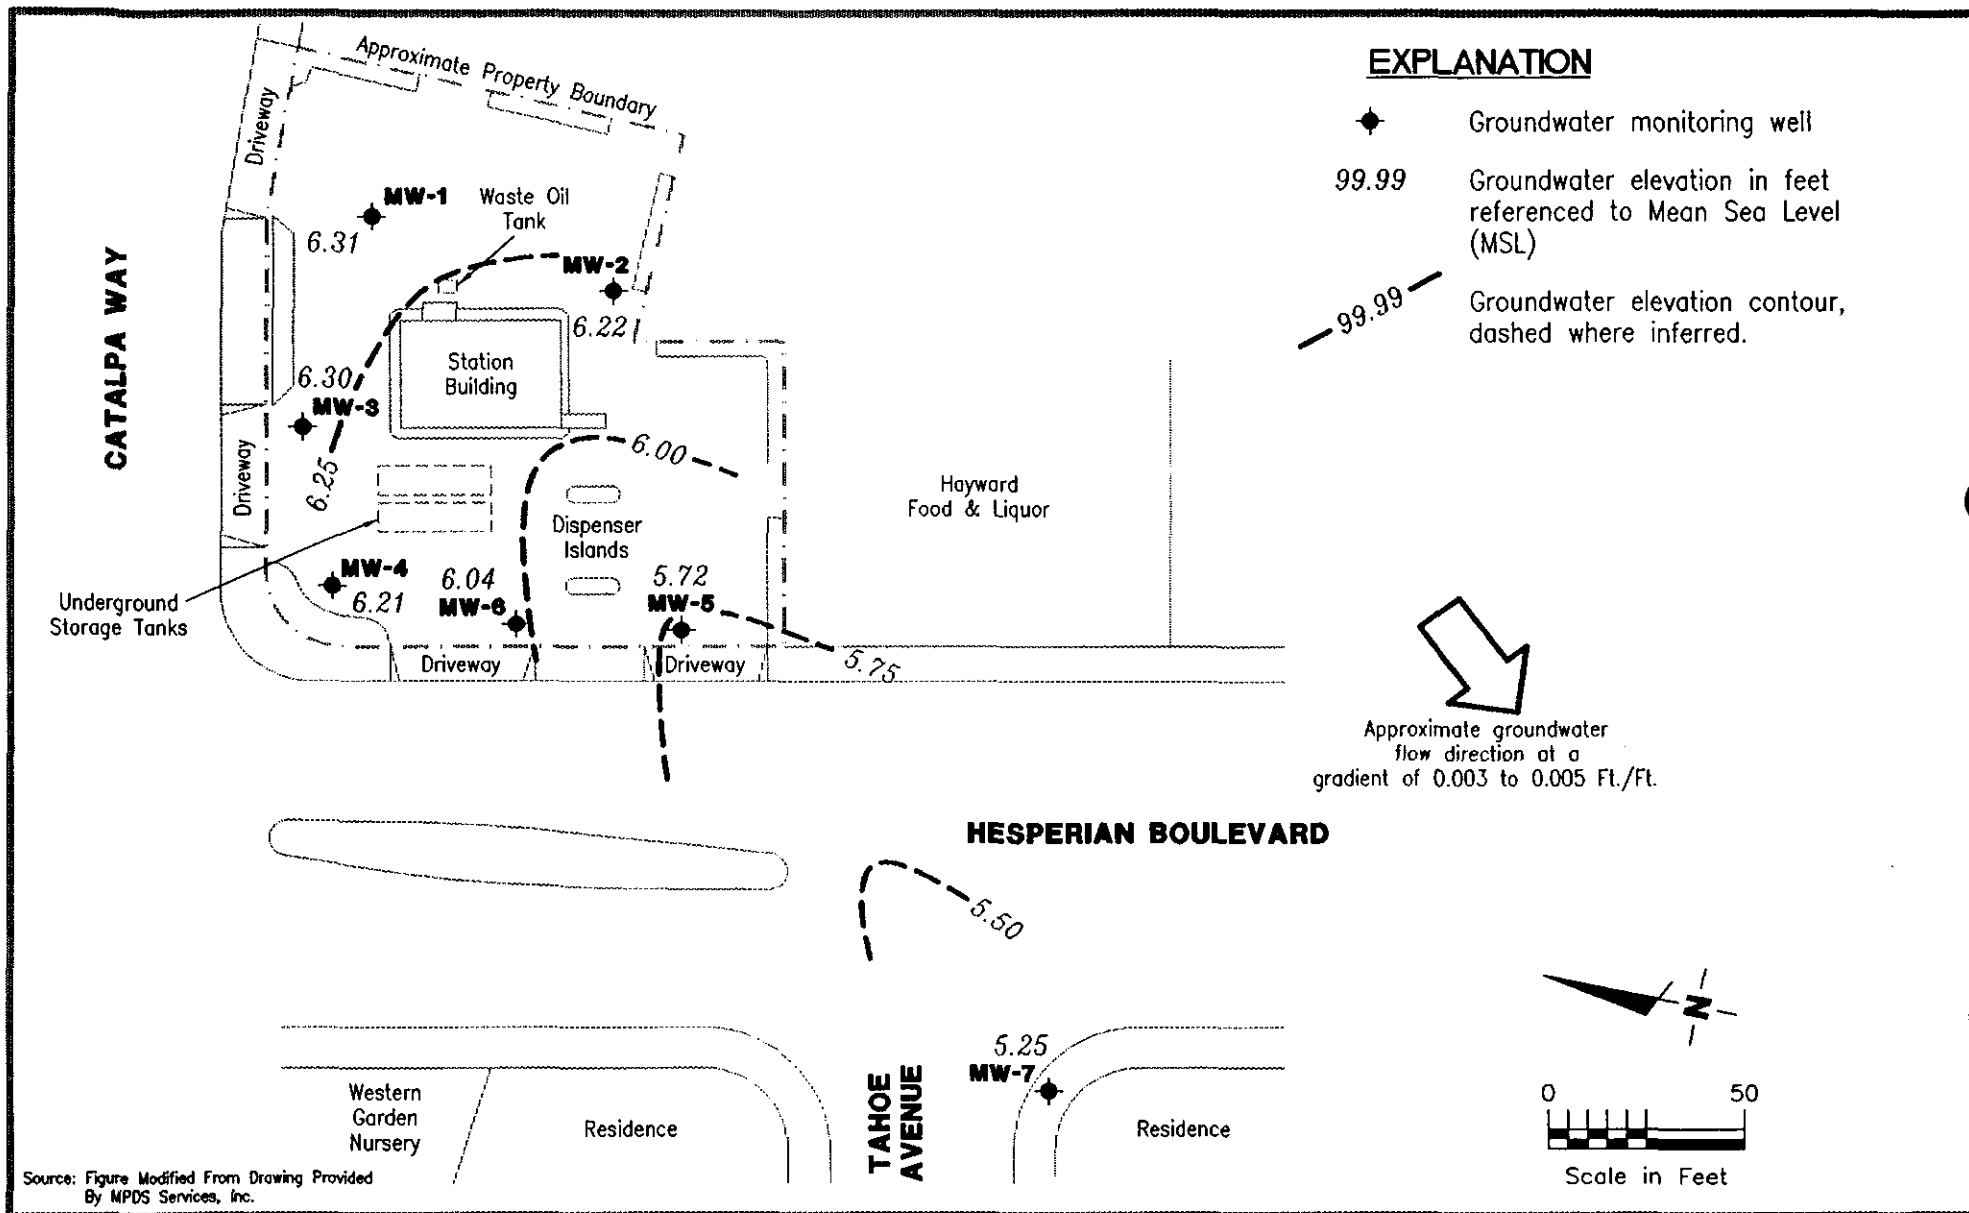 Approximate Property Boundary
Driveway
MW-1
6.31
Waste Oil
Tank
MW-2
6.22
CATALPA WAY
Station
Building
6.30
MW-3
6.25
Driveway
6.00
Dispenser
Islands
Hayward
Food & Liquor
MW-4
6.21
6.04
MW-6
5.72
MW-5
Underground
Storage Tanks
Driveway
Driveway
5.75
HESPERIAN BOULEVARD
5.50
5.25
MW-7
Western
Garden
Nursery
Residence
TAHOE
AVENUE
Residence
Source: Figure Modified From Drawing Provided
By MPDS Services, Inc.
EXPLANATION
Groundwater monitoring well
99.99
Groundwater elevation in feet
referenced to Mean Sea Level
(MSL)
99.99
Groundwater elevation contour,
dashed where inferred.
Approximate groundwater
flow direction at a
gradient of 0.003 to 0.005 Ft./Ft.
N
0 50
Scale in Feet